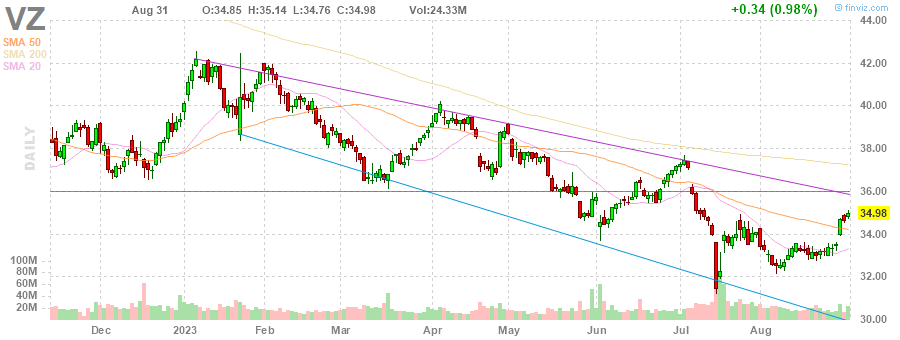 VZ
Aug 31 O:34.85 H:35.14 L:34.76 C:34.98 Vol:24.33M +0.34 (0.98%) © finviz.com
SMA 50
SMA 200
SMA 20
DAILY
44.00
42.00
40.00
38.00
36.00
34.98
34.00
32.00
30.00
100M
80M
60M
40M
20M
Dec 2023 Feb Mar Apr May Jun Jul Aug